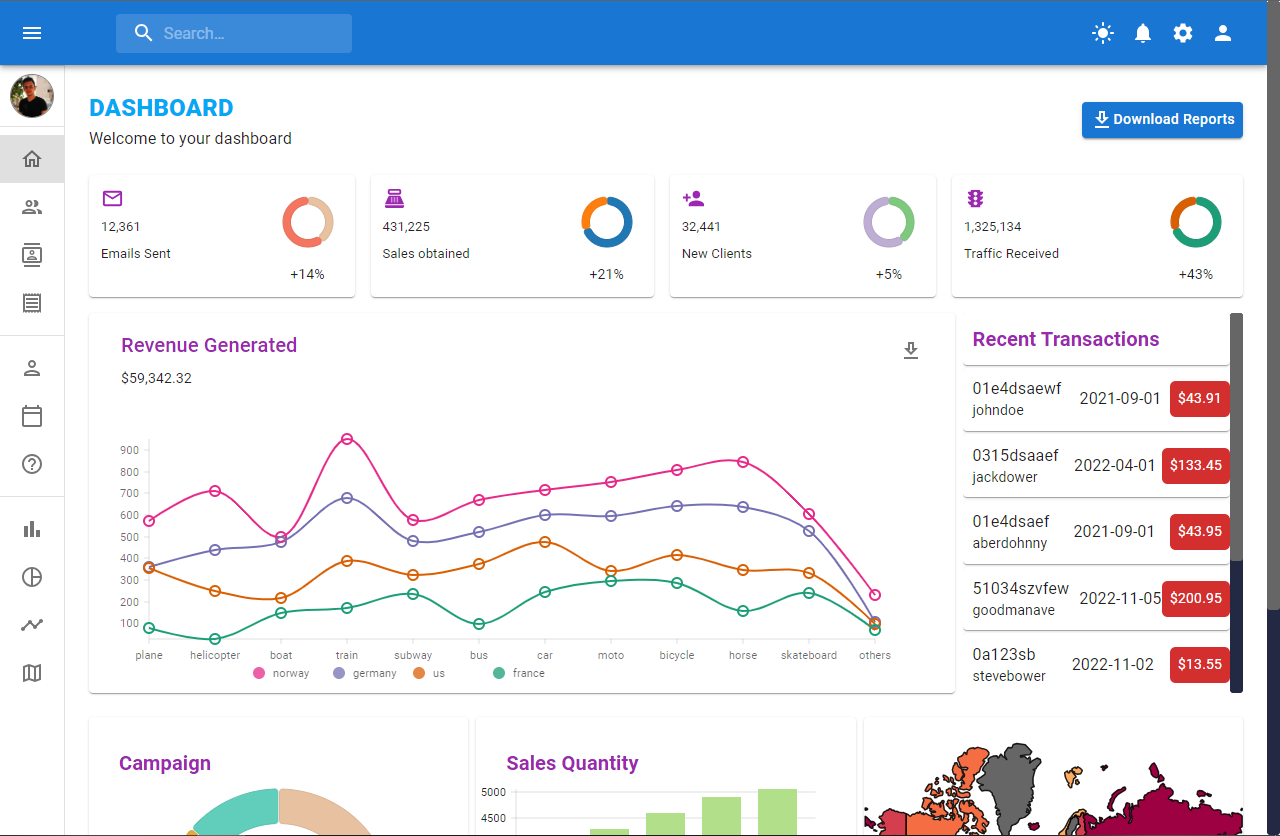 Search...
DASHBOARD
Welcome to your dashboard
Download Reports
12,361
Emails Sent
+14%
431,225
Sales obtained
+21%
32,441
New Clients
+5%
1,325,134
Traffic Received
+43%
Revenue Generated
$59,342.32
900
800
700
600
500
400
300
200
100
plane helicopter boat train subway bus car moto bicycle horse skateboard others
norway germany us france
Recent Transactions
01e4dsaewf
johndoe
2021-09-01
$43.91
0315dsaaef
jackdower
2022-04-01
$133.45
01e4dsaef
aberdohnny
2021-09-01
$43.95
51034szvfew
goodmanave
2022-11-05
$200.95
0a123sb
stevebower
2022-11-02
$13.55
Campaign
Sales Quantity
5000
4500